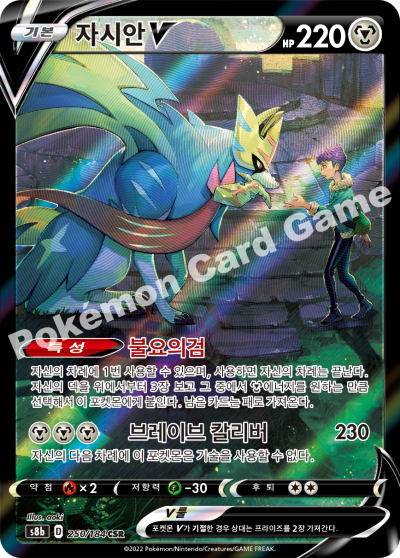 기본 자시안 V HP 220
Pokémon Card Game
특성 불요의검
자신의 차례에 1번 사용할 수 있으며, 사용하면 자신의 차례는 끝난다.
자신의 덱을 위에서부터 3장 보고 그 중에서 에너지를 원하는 만큼
선택해서 이 포켓몬에게 붙인다. 남은 카드는 패로 가져온다.
브레이브 칼리버 230
자신의 다음 차례에 이 포켓몬은 기술을 사용할 수 없다.
약점 ×2 저항력 -30 후퇴
illus. aoki
s8b D 250/184 CSR
V룰
포켓몬 V가 기절한 경우 상대는 프라이즈를 2장 가져간다.
©2022 Pokémon/Nintendo/Creatures/GAME FREAK.